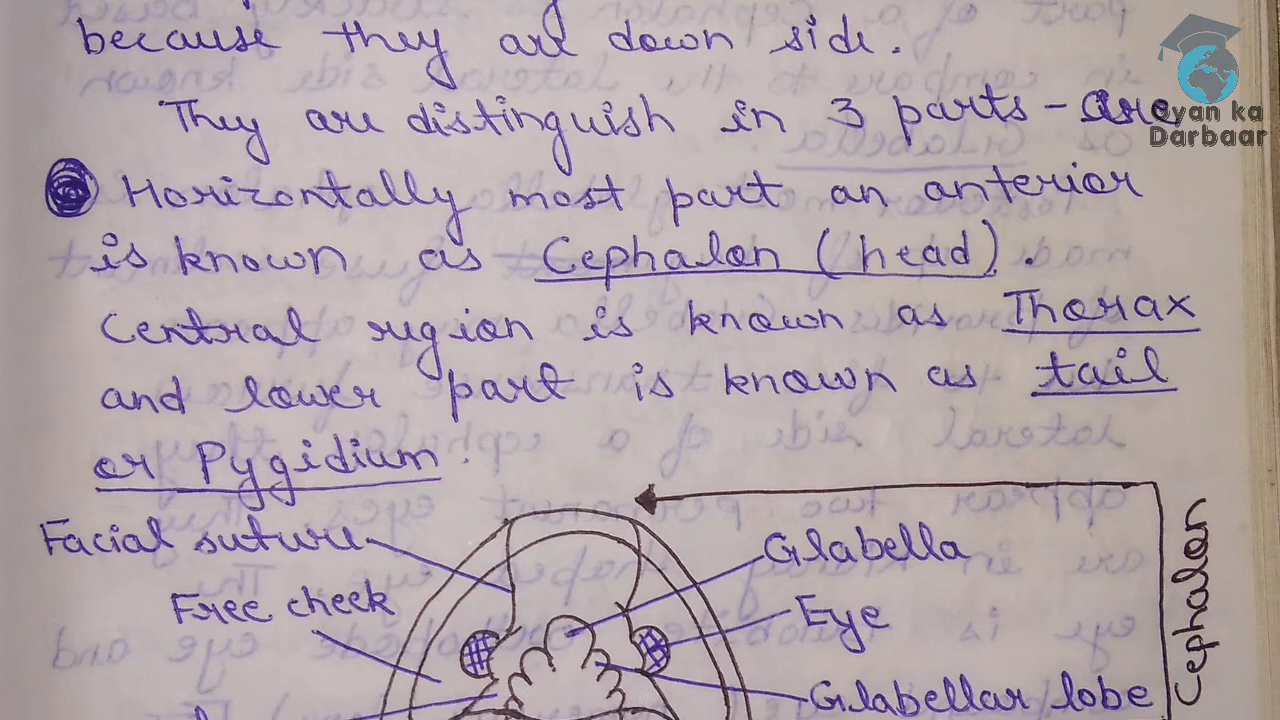 because they are down side.
They are distinguish in 3 parts - are
Horizontally most part an anterior
is known as Cephalon (head).
Central region is known as Thorax
and lower part is known as tail
or Pygidium.
Facial suture
Glabella
Free cheek
Eye
Glabellar lobe
Cephalon
Gyan ka
Darbaar